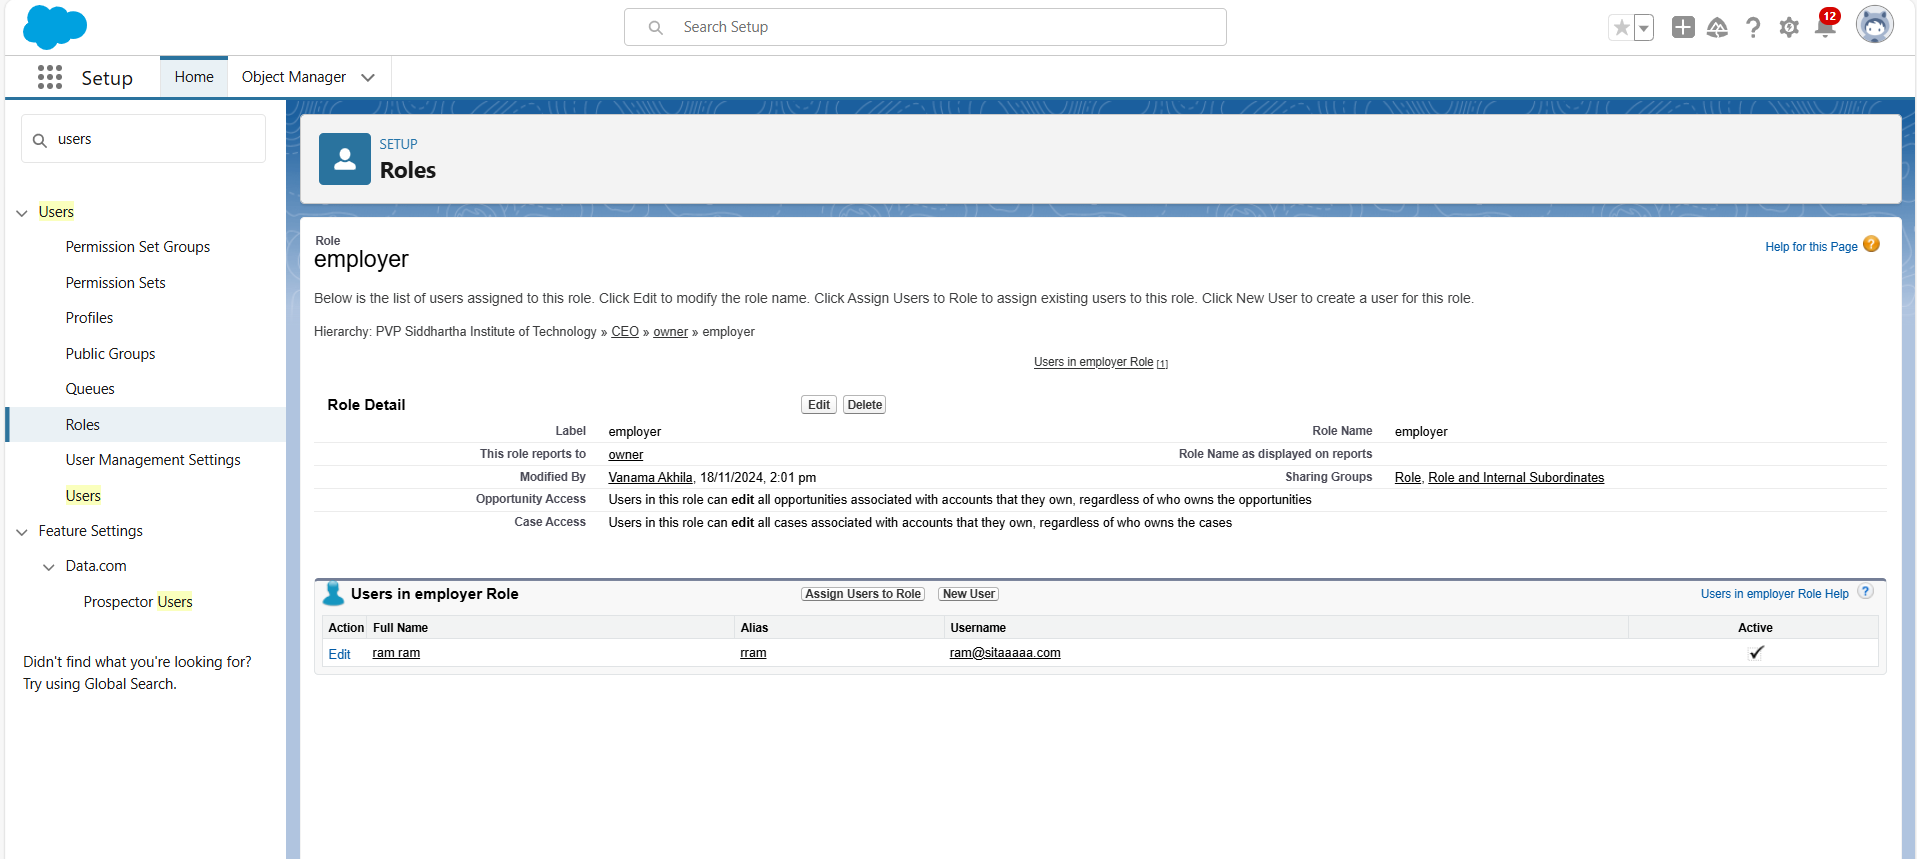 Search Setup
12
Setup
Home
Object Manager
users
Users
Permission Set Groups
Permission Sets
Profiles
Public Groups
Queues
Roles
User Management Settings
Users
Feature Settings
Data.com
Prospector Users
Didn't find what you're looking for?
Try using Global Search.
SETUP
Roles
Role
employer
Help for this Page ?
Below is the list of users assigned to this role. Click Edit to modify the role name. Click Assign Users to Role to assign existing users to this role. Click New User to create a user for this role.
Hierarchy: PVP Siddhartha Institute of Technology » CEO » owner » employer
Users in employer Role [1]
Role Detail Edit Delete
Label employer Role Name employer
This role reports to owner Role Name as displayed on reports
Modified By Vanama Akhila, 18/11/2024, 2:01 pm Sharing Groups Role, Role and Internal Subordinates
Opportunity Access Users in this role can edit all opportunities associated with accounts that they own, regardless of who owns the opportunities
Case Access Users in this role can edit all cases associated with accounts that they own, regardless of who owns the cases
Users in employer Role Assign Users to Role New User Users in employer Role Help ?
Action Full Name Alias Username Active
Edit ram ram rram ram@sitaaaaa.com